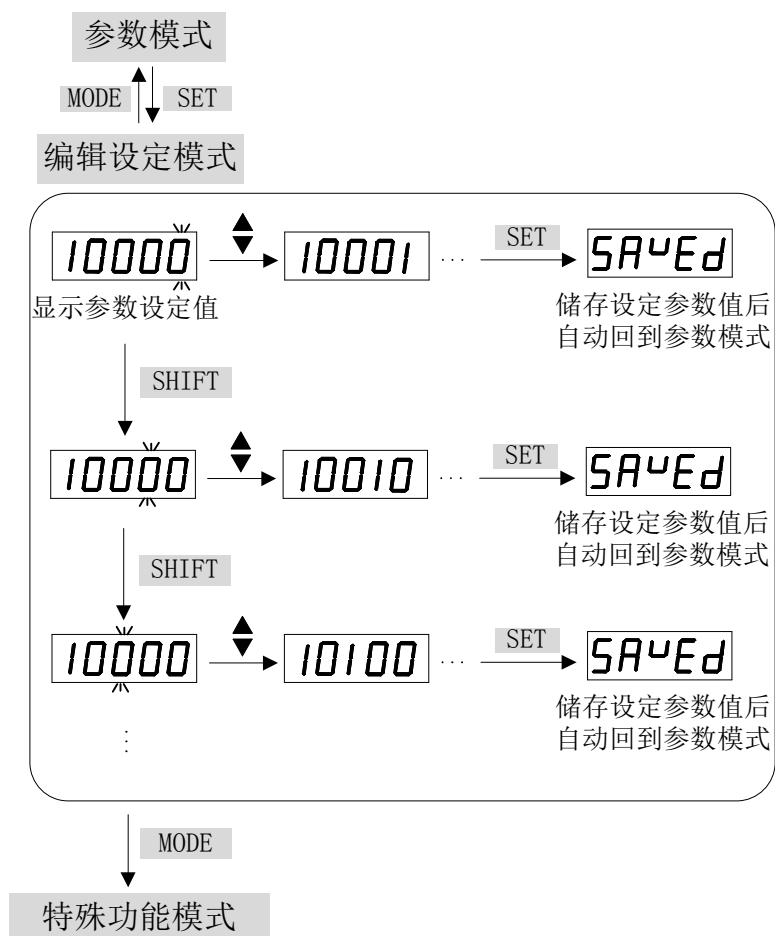 参数模式
MODE SET
编辑设定模式
10000 10001 ... SET SAVEd
显示参数设定值
储存设定参数值后
自动回到参数模式
SHIFT
10000 10010 ... SET SAVEd
储存设定参数值后
自动回到参数模式
SHIFT
10000 10100 ... SET SAVEd
储存设定参数值后
自动回到参数模式
...
MODE
特殊功能模式